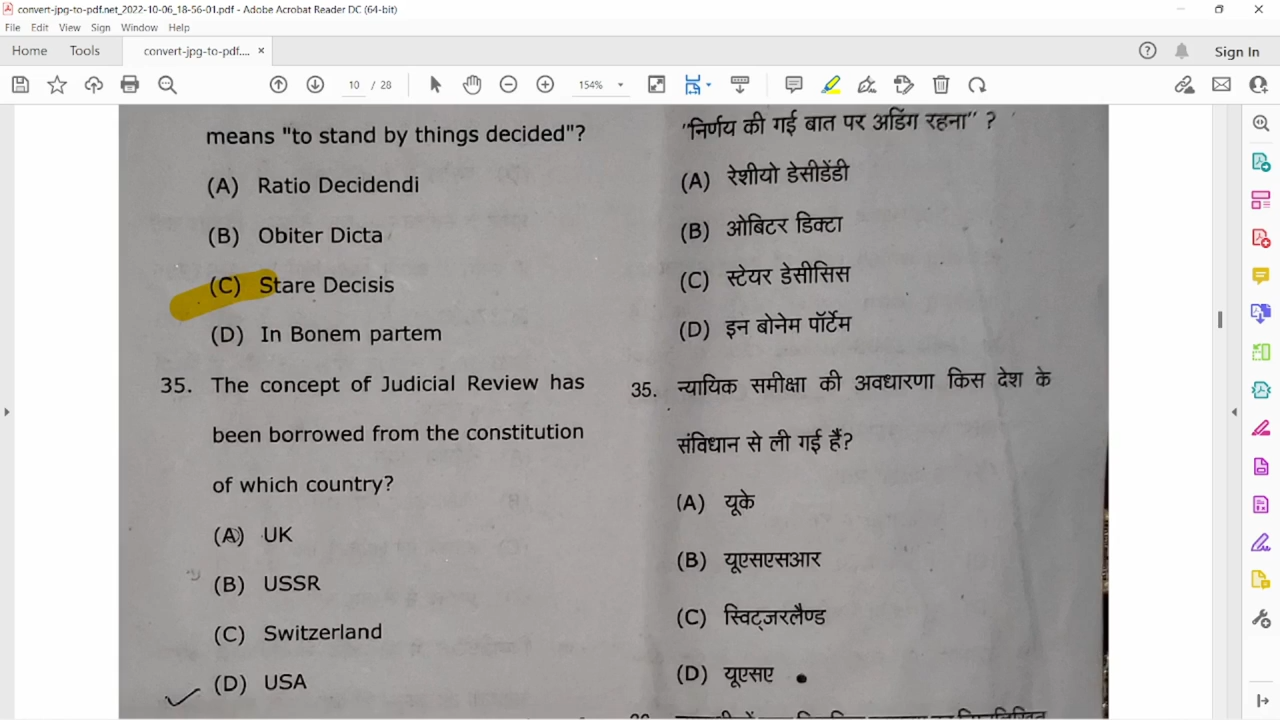 convert-jpg-to-pdf.net_2022-10-06_18-56-01.pdf - Adobe Acrobat Reader DC (64-bit)
File Edit View Sign Window Help
Home Tools convert-jpg-to-pdf.... × Sign In
10 / 28 154%
means "to stand by things decided"?
(A) Ratio Decidendi
(B) Obiter Dicta
(C) Stare Decisis
(D) In Bonem partem
35. The concept of Judicial Review has
been borrowed from the constitution
of which country?
(A) UK
(B) USSR
(C) Switzerland
(D) USA
"निर्णय की गई बात पर अडिंग रहना" ?
(A) रेशीयो डेसीडेंडी
(B) ओबिटर डिक्टा
(C) स्टेयर डेसीसिस
(D) इन बोनेम पॉर्टेम
35. न्यायिक समीक्षा की अवधारणा किस देश के
संविधान से ली गई हैं?
(A) यूके
(B) यूएसएसआर
(C) स्विट्जरलैण्ड
(D) यूएसए